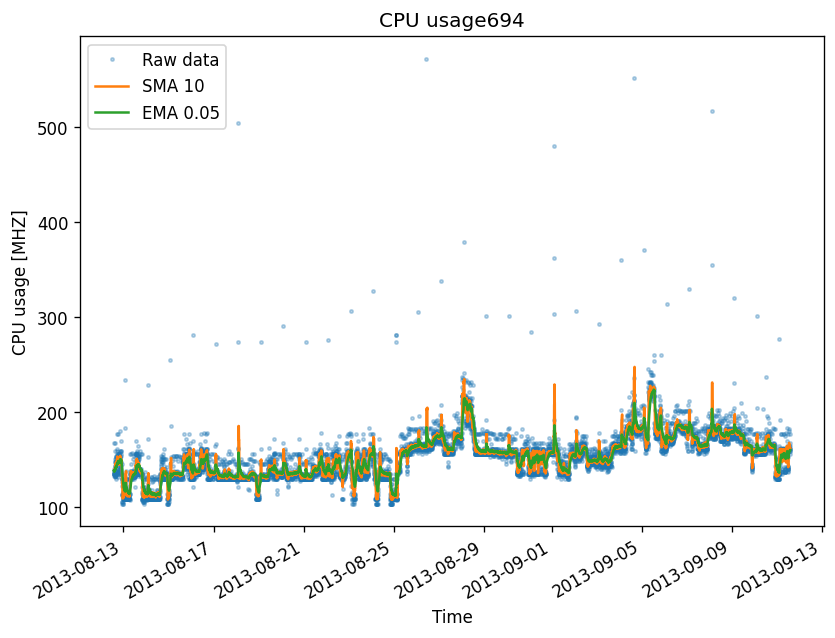 CPU usage694
Raw data
SMA 10
EMA 0.05
CPU usage [MHZ]
500
400
300
200
100
2013-08-13
2013-08-17
2013-08-21
2013-08-25
2013-08-29
2013-09-01
2013-09-05
2013-09-09
2013-09-13
Time